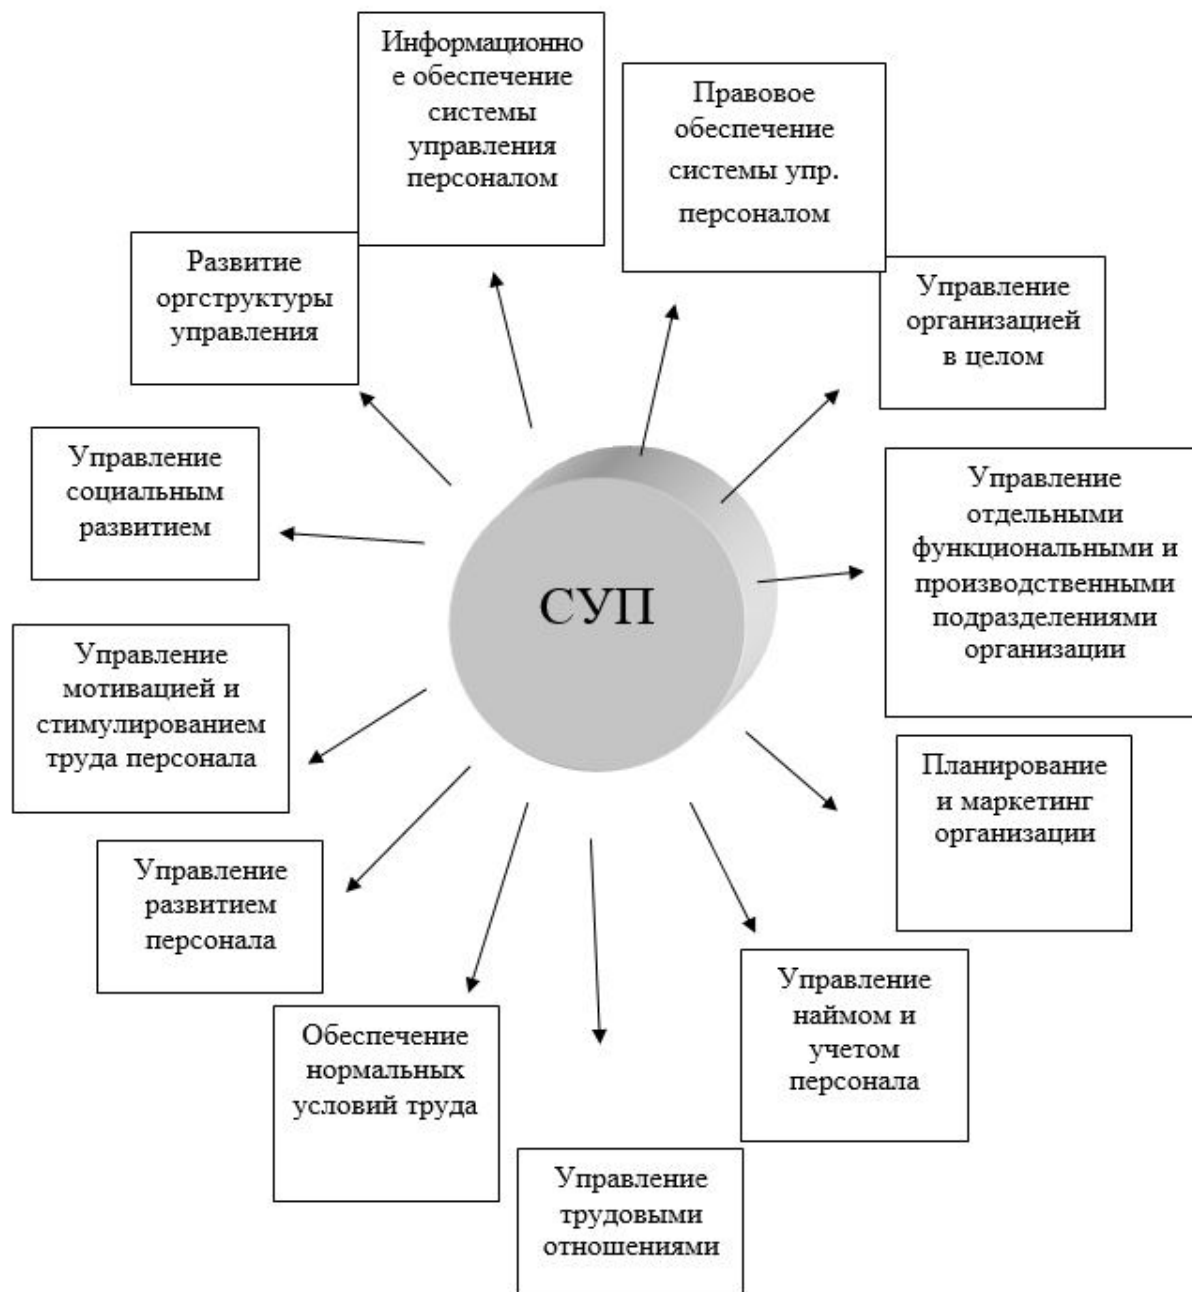 Информационно
е обеспечение
системы
управления
персоналом
Правовое
обеспечение
системы упр.
персоналом
Развитие
оргструктуры
управления
Управление
организацией
в целом
Управление
социальным
развитием
Управление
отдельными
функциональными и
производственными
подразделениями
организации
СУП
Управление
мотивацией и
стимулированием
труда персонала
Планирование
и маркетинг
организации
Управление
развитием
персонала
Управление
наймом и
учетом
персонала
Обеспечение
нормальных
условий труда
Управление
трудовыми
отношениями